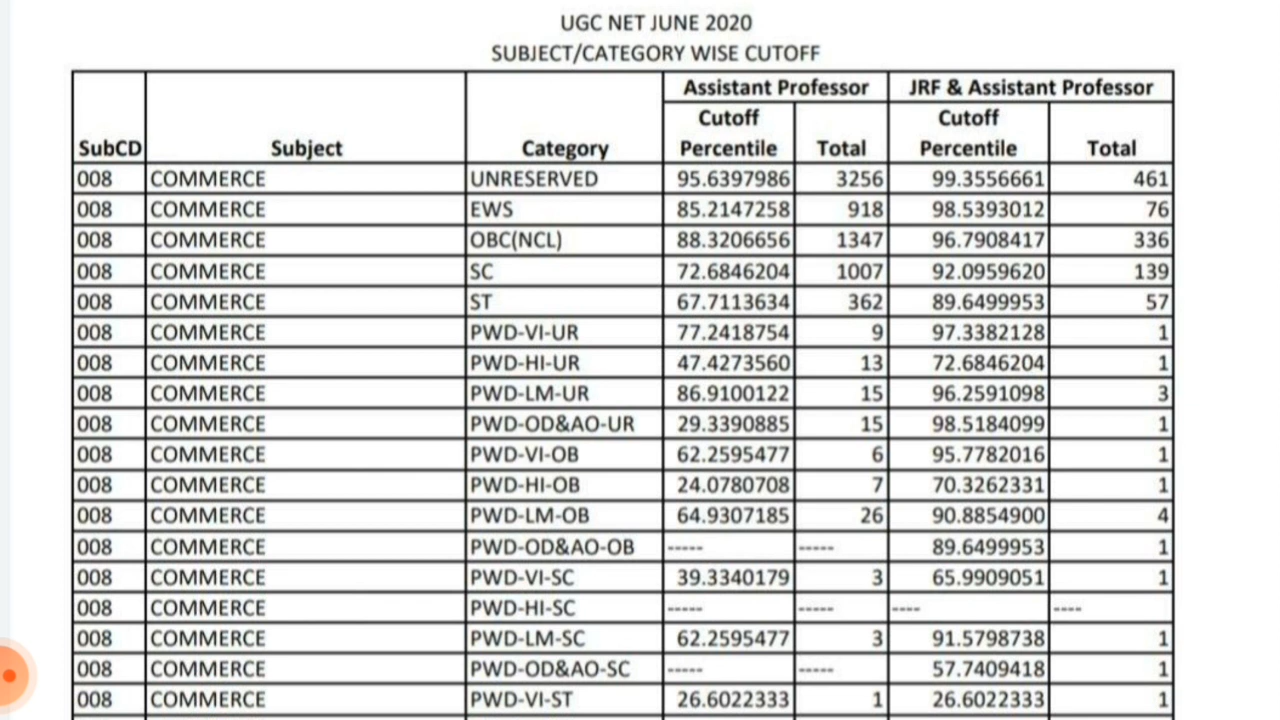 UGC NET JUNE 2020
SUBJECT/CATEGORY WISE CUTOFF
Assistant Professor JRF & Assistant Professor
Cutoff Cutoff
SubCD Subject Category Percentile Total Percentile Total
008 COMMERCE UNRESERVED 95.6397986 3256 99.3556661 461
008 COMMERCE EWS 85.2147258 918 98.5393012 76
008 COMMERCE OBC(NCL) 88.3206656 1347 96.7908417 336
008 COMMERCE SC 72.6846204 1007 92.0959620 139
008 COMMERCE ST 67.7113634 362 89.6499953 57
008 COMMERCE PWD-VI-UR 77.2418754 9 97.3382128 1
008 COMMERCE PWD-HI-UR 47.4273560 13 72.6846204 1
008 COMMERCE PWD-LM-UR 86.9100122 15 96.2591098 3
008 COMMERCE PWD-OD&AO-UR 29.3390885 15 98.5184099 1
008 COMMERCE PWD-VI-OB 62.2595477 6 95.7782016 1
008 COMMERCE PWD-HI-OB 24.0780708 7 70.3262331 1
008 COMMERCE PWD-LM-OB 64.9307185 26 90.8854900 4
008 COMMERCE PWD-OD&AO-OB ----- ----- 89.6499953 1
008 COMMERCE PWD-VI-SC 39.3340179 3 65.9909051 1
008 COMMERCE PWD-HI-SC ----- ----- ---- ----
008 COMMERCE PWD-LM-SC 62.2595477 3 91.5798738 1
008 COMMERCE PWD-OD&AO-SC ----- ----- 57.7409418 1
008 COMMERCE PWD-VI-ST 26.6022333 1 26.6022333 1